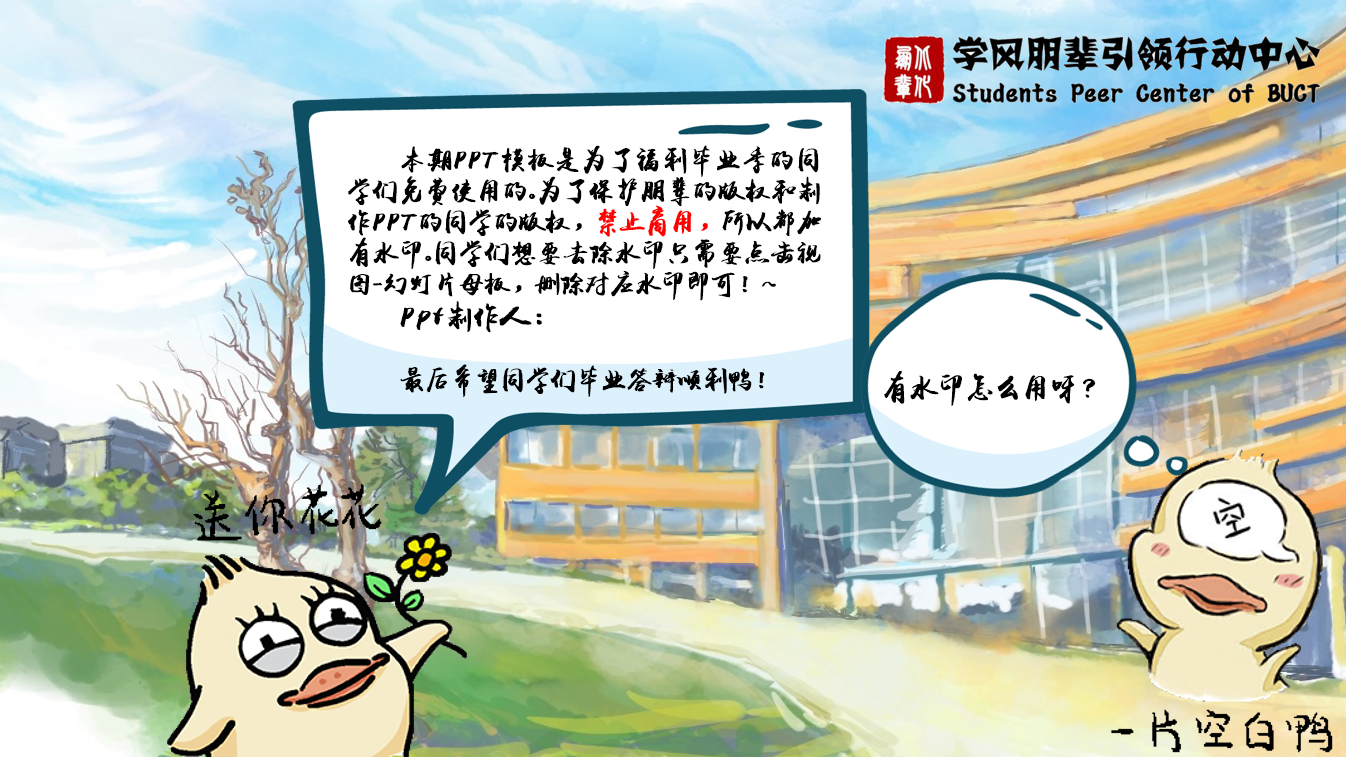 学风朋辈引领行动中心
Students Peer Center of BUCT
本期PPT模板是为了福利毕业季的同
学们免费使用的。为了保护朋辈的版权和制
作PPT的同学的版权，禁止商用，所以都加
有水印。同学们想要去除水印只需要点击视
图-幻灯片母板，删除对应水印即可！~
Ppt制作人：
最后希望同学们毕业答辩顺利鸭！
有水印怎么用呀？
送你花花
空
一片空白鸭